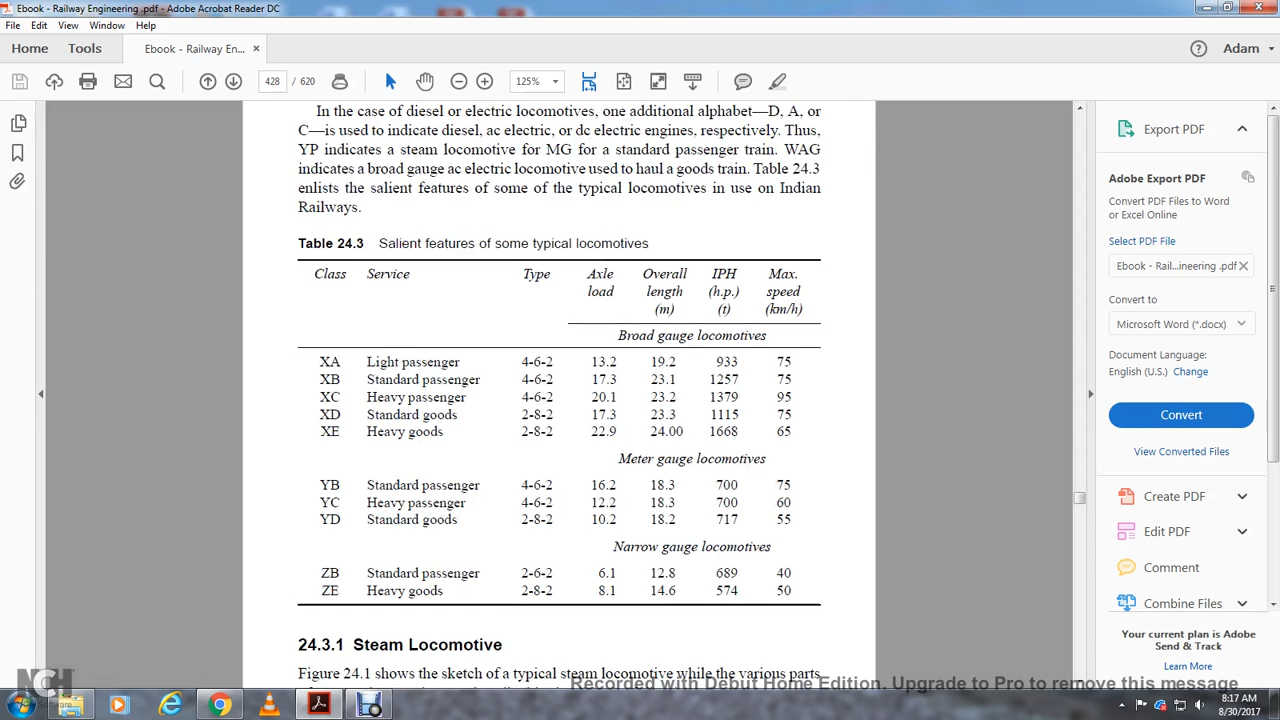 Ebook - Railway Engineering .pdf - Adobe Acrobat Reader DC
File Edit View Window Help
Home Tools Ebook - Railway En... × Adam
428 / 620 125%
In the case of diesel or electric locomotives, one additional alphabet—D, A, or
C—is used to indicate diesel, ac electric, or dc electric engines, respectively. Thus,
YP indicates a steam locomotive for MG for a standard passenger train. WAG
indicates a broad gauge ac electric locomotive used to haul a goods train. Table 24.3
enlists the salient features of some of the typical locomotives in use on Indian
Railways.
Table 24.3 Salient features of some typical locomotives
Class Service Type Axle Overall IPH Max.
load length (h.p.) speed
(m) (t) (km/h)
Broad gauge locomotives
XA Light passenger 4-6-2 13.2 19.2 933 75
XB Standard passenger 4-6-2 17.3 23.1 1257 75
XC Heavy passenger 4-6-2 20.1 23.2 1379 95
XD Standard goods 2-8-2 17.3 23.3 1115 75
XE Heavy goods 2-8-2 22.9 24.00 1668 65
Meter gauge locomotives
YB Standard passenger 4-6-2 16.2 18.3 700 75
YC Heavy passenger 4-6-2 12.2 18.3 700 60
YD Standard goods 2-8-2 10.2 18.2 717 55
Narrow gauge locomotives
ZB Standard passenger 2-6-2 6.1 12.8 689 40
ZE Heavy goods 2-8-2 8.1 14.6 574 50
24.3.1 Steam Locomotive
Figure 24.1 shows the sketch of a typical steam locomotive while the various parts
Export PDF
Adobe Export PDF
Convert PDF Files to Word
or Excel Online
Select PDF File
Ebook - Rail...ineering .pdf ×
Convert to
Microsoft Word (*.docx)
Document Language:
English (U.S.) Change
Convert
View Converted Files
Create PDF
Edit PDF
Comment
Combine Files
Your current plan is Adobe
Send & Track
Learn More
NCH
Software
Recorded with Debut Home Edition. Upgrade to Pro to remove this message
8:17 AM
8/30/2017